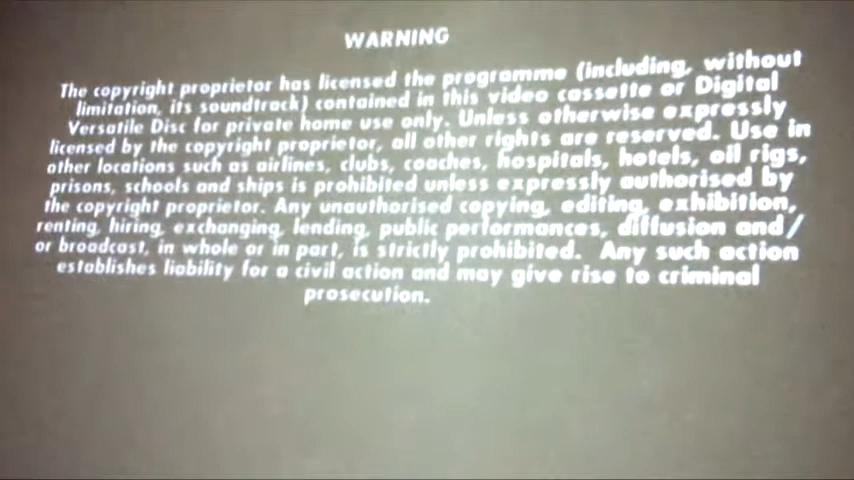 WARNING
The copyright proprietor has licensed the programme (including, without
limitation, its soundtrack) contained in this video cassette or Digital
Versatile Disc for private home use only. Unless otherwise expressly
licensed by the copyright proprietor, all other rights are reserved. Use in
other locations such as airlines, clubs, coaches, hospitals, hotels, oil rigs,
prisons, schools and ships is prohibited unless expressly authorised by
the copyright proprietor. Any unauthorised copying, editing, exhibition,
renting, hiring, exchanging, lending, public performances, diffusion and/
or broadcast, in whole or in part, is strictly prohibited. Any such action
establishes liability for a civil action and may give rise to criminal
prosecution.